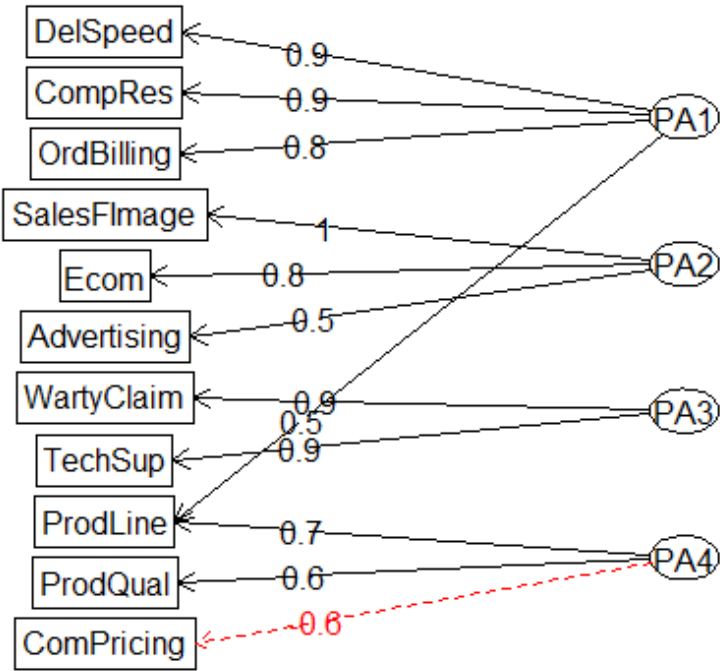 DelSpeed
0.9
CompRes
0.9
PA1
OrdBilling
0.8
SalesFImage
1
Ecom
0.8
PA2
Advertising
0.5
WartyClaim
0.9
PA3
0.5
TechSup
0.9
ProdLine
0.7
PA4
ProdQual
0.6
ComPricing
-0.6